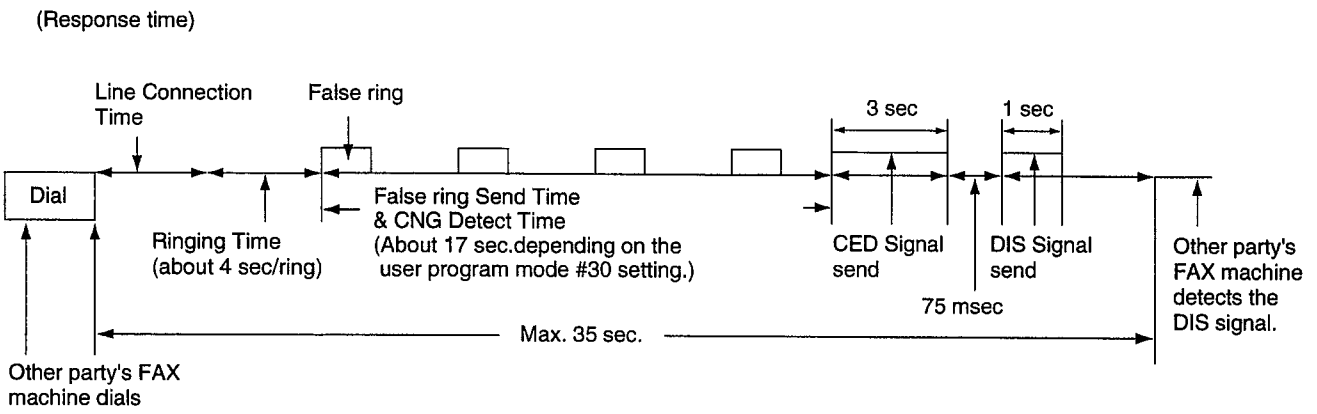 (Response time)
Line Connection
Time
False ring
3 sec
1 sec
Dial
False ring Send Time
& CNG Detect Time
(About 17 sec.depending on the
user program mode #30 setting.)
Ringing Time
(about 4 sec/ring)
CED Signal
send
DIS Signal
send
Other party's
FAX machine
detects the
DIS signal.
75 msec
Max. 35 sec.
Other party's FAX
machine dials